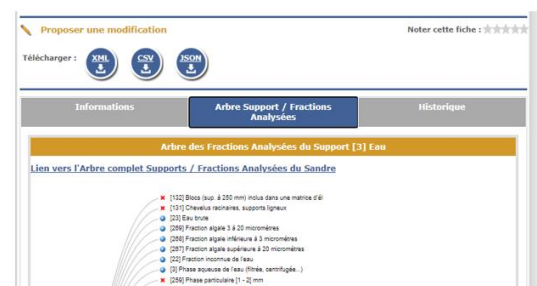 Proposer une modification
Noter cette fiche :
Télécharger : XML CSV JSON
Informations
Arbre Support / Fractions
Analysées
Historique
Arbre des Fractions Analysées du Support [3] Eau
Lien vers l'Arbre complet Supports / Fractions Analysées du Sandre
[132] Blocs (sup. à 250 mm) inclus dans une matrice d'él
[131] Chevelus racinaires, supports ligneux
[23] Eau brute
[269] Fraction algale 3 à 20 micromètres
[268] Fraction algale inférieure à 3 micromètres
[267] Fraction algale supérieure à 20 micromètres
[22] Fraction inconnue de l'eau
[3] Phase aqueuse de l'eau (filtrée, centrifugée...)
[259] Phase particulaire [1 - 2] mm